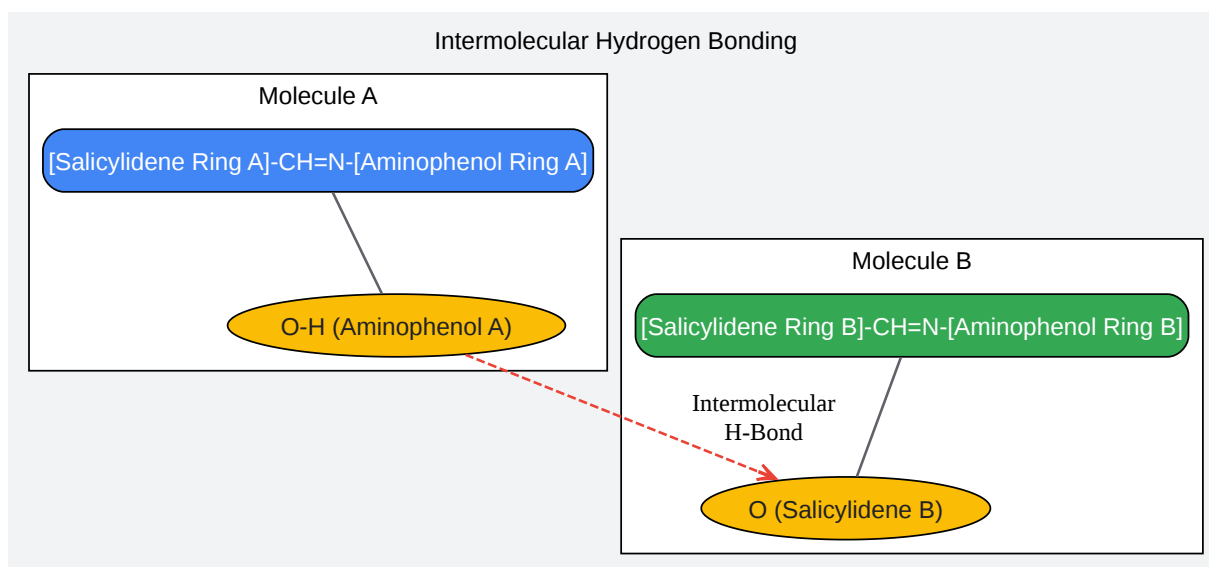 Intermolecular Hydrogen Bonding
Molecule A
[Salicylidene Ring A]-CH=N-[Aminophenol Ring A]
O-H (Aminophenol A)
Molecule B
[Salicylidene Ring B]-CH=N-[Aminophenol Ring B]
Intermolecular
H-Bond
O (Salicylidene B)